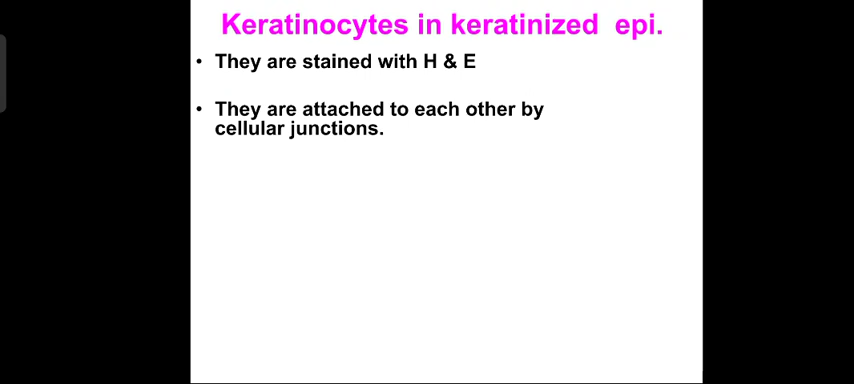 Keratinocytes in keratinized epi.
• They are stained with H & E
• They are attached to each other by
cellular junctions.